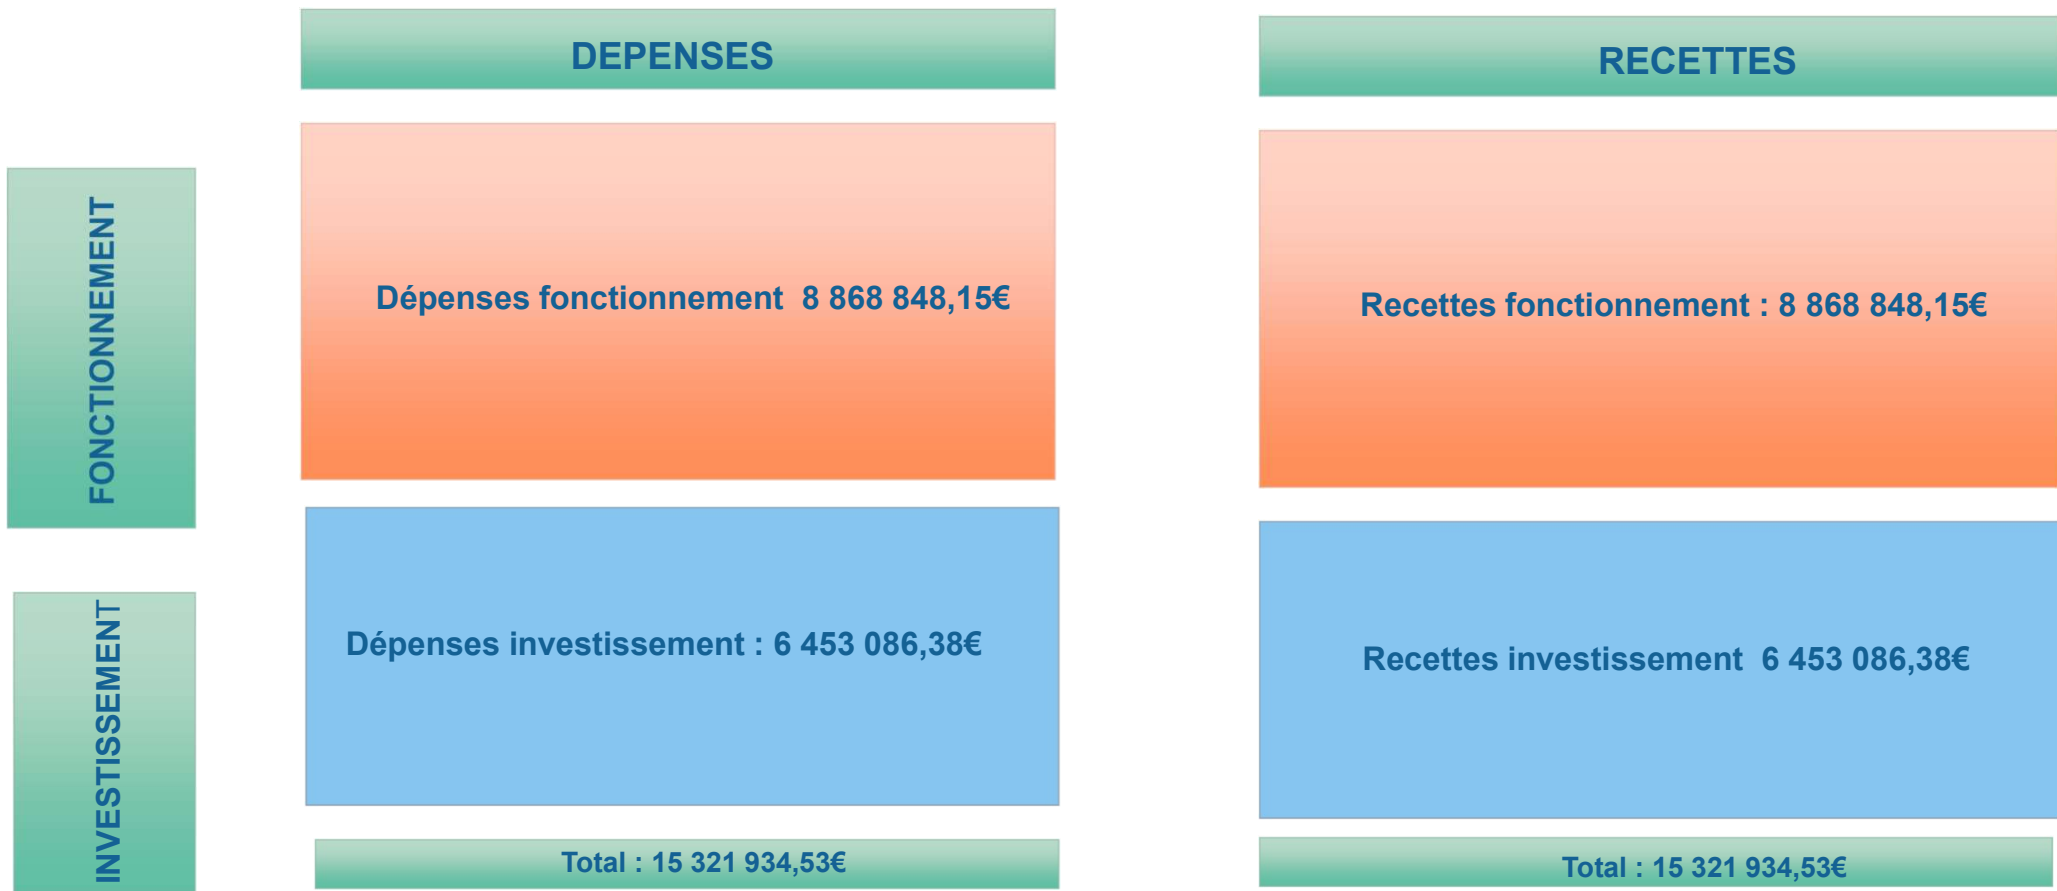 DEPENSES
RECETTES
FONCTIONNEMENT
Dépenses fonctionnement  8 868 848,15€
Recettes fonctionnement : 8 868 848,15€
INVESTISSEMENT
Dépenses investissement : 6 453 086,38€
Recettes investissement  6 453 086,38€
Total : 15 321 934,53€
Total : 15 321 934,53€